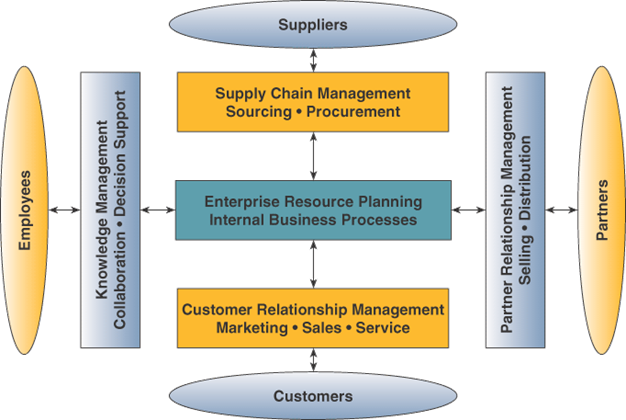 Suppliers
Supply Chain Management
Sourcing • Procurement
Employees
Knowledge Management
Collaboration • Decision Support
Enterprise Resource Planning
Internal Business Processes
Partner Relationship Management
Selling • Distribution
Partners
Customer Relationship Management
Marketing • Sales • Service
Customers